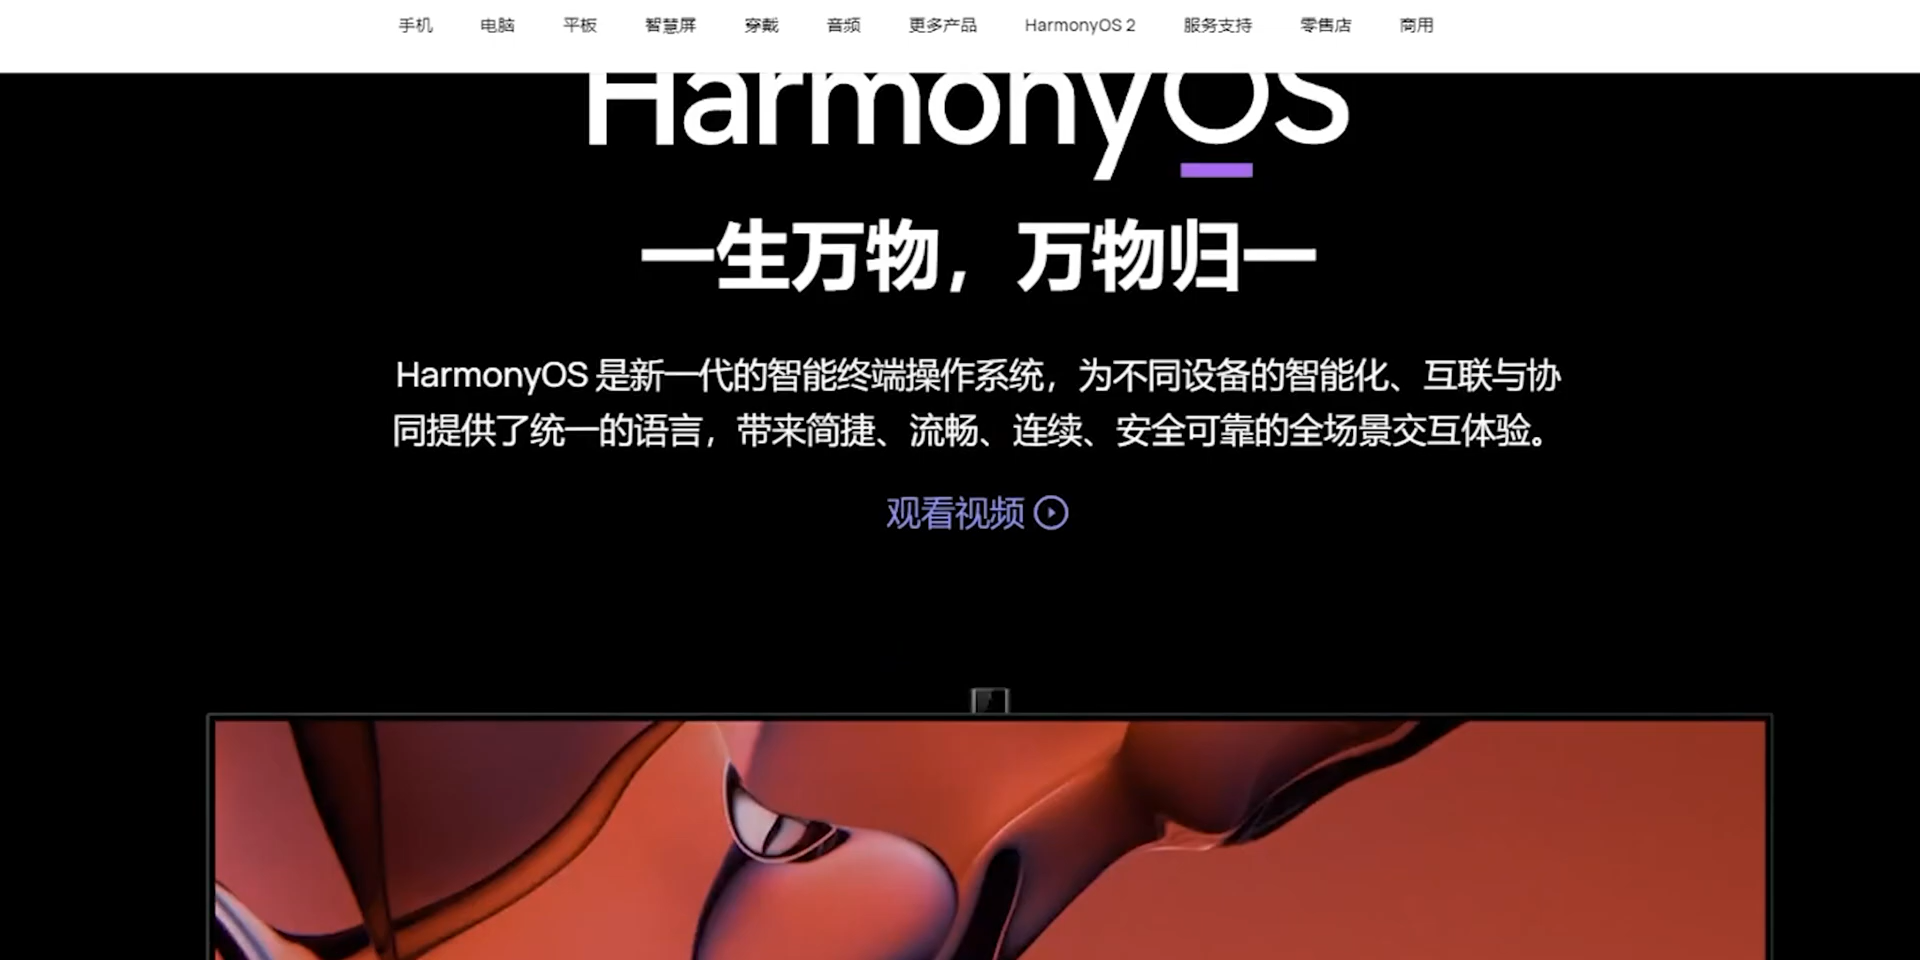 手机 电脑 平板 智慧屏 穿戴 音频 更多产品 HarmonyOS 2 服务支持 零售店 商用
HarmonyOS
一生万物，万物归一
HarmonyOS 是新一代的智能终端操作系统，为不同设备的智能化、互联与协
同提供了统一的语言，带来简捷、流畅、连续、安全可靠的全场景交互体验。
观看视频